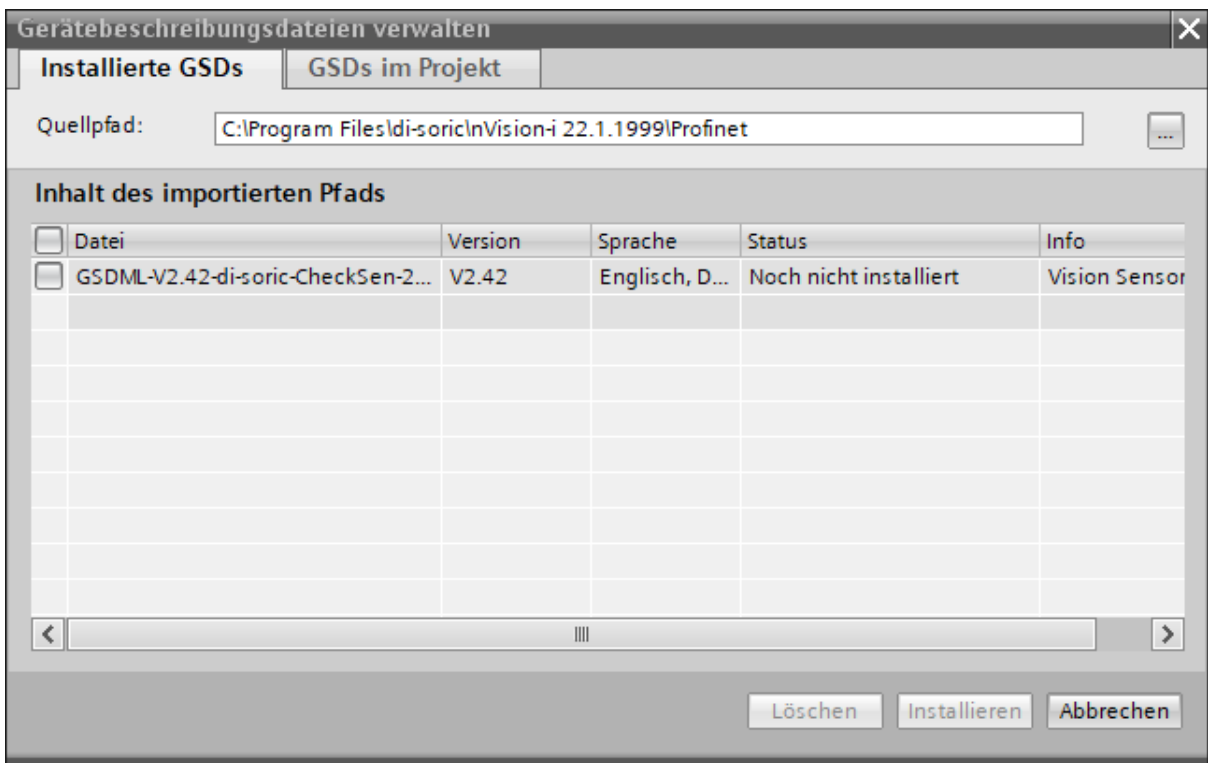 Gerätebeschreibungsdateien verwalten
Installierte GSDs GSDs im Projekt
Quellpfad: C:\Program Files\di-soric\nVision-i 22.1.1999\Profinet ...
Inhalt des importierten Pfads
Datei Version Sprache Status Info
GSDML-V2.42-di-soric-CheckSen-2... V2.42 Englisch, D... Noch nicht installiert Vision Sensor
Löschen Installieren Abbrechen